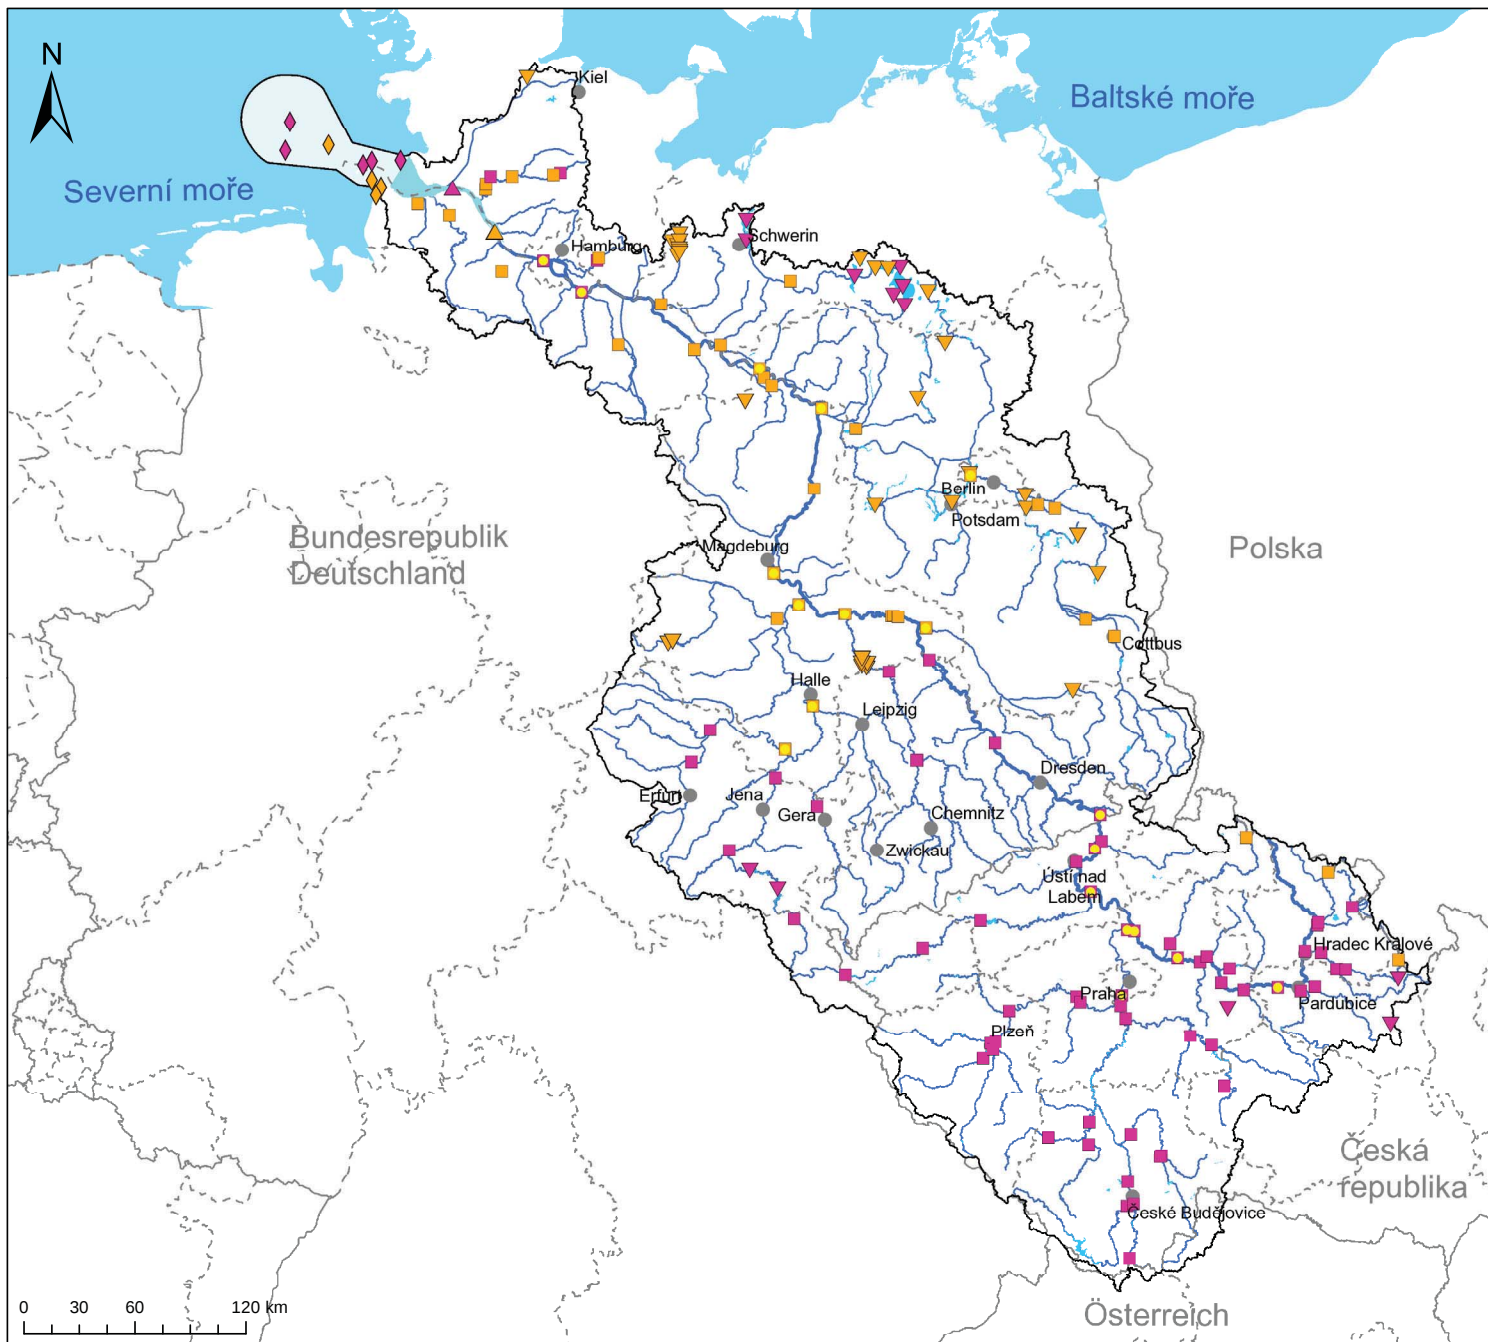 N
Kiel
Baltské moře
Severní moře
Schwerin
Hamburg
Berlin
Potsdam
Bundesrepublik
Deutschland
Magdeburg
Polska
Cottbus
Halle
Leipzig
Dresden
Erfurt
Jena
Gera
Chemnitz
Zwickau
Ústí nad
Labem
Hradec Králové
Praha
Pardubice
Plzeň
Česká
republika
České Budějovice
Österreich
0 30 60 120 km